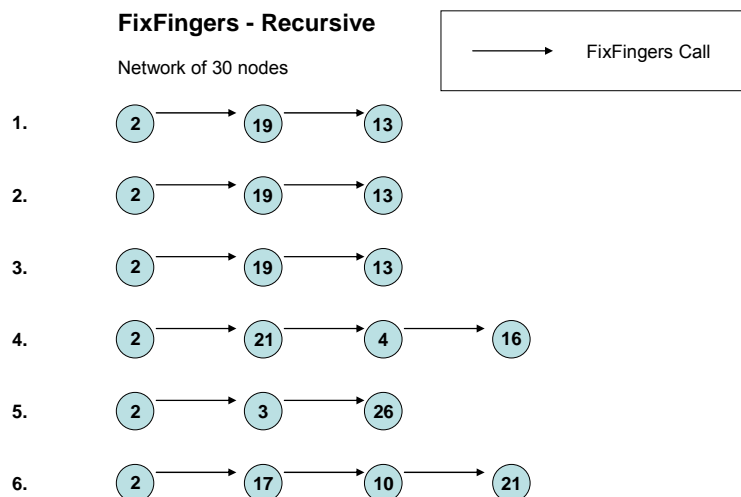 FixFingers - Recursive
FixFingers Call
Network of 30 nodes
1. 2 19 13
2. 2 19 13
3. 2 19 13
4. 2 21 4 16
5. 2 3 26
6. 2 17 10 21